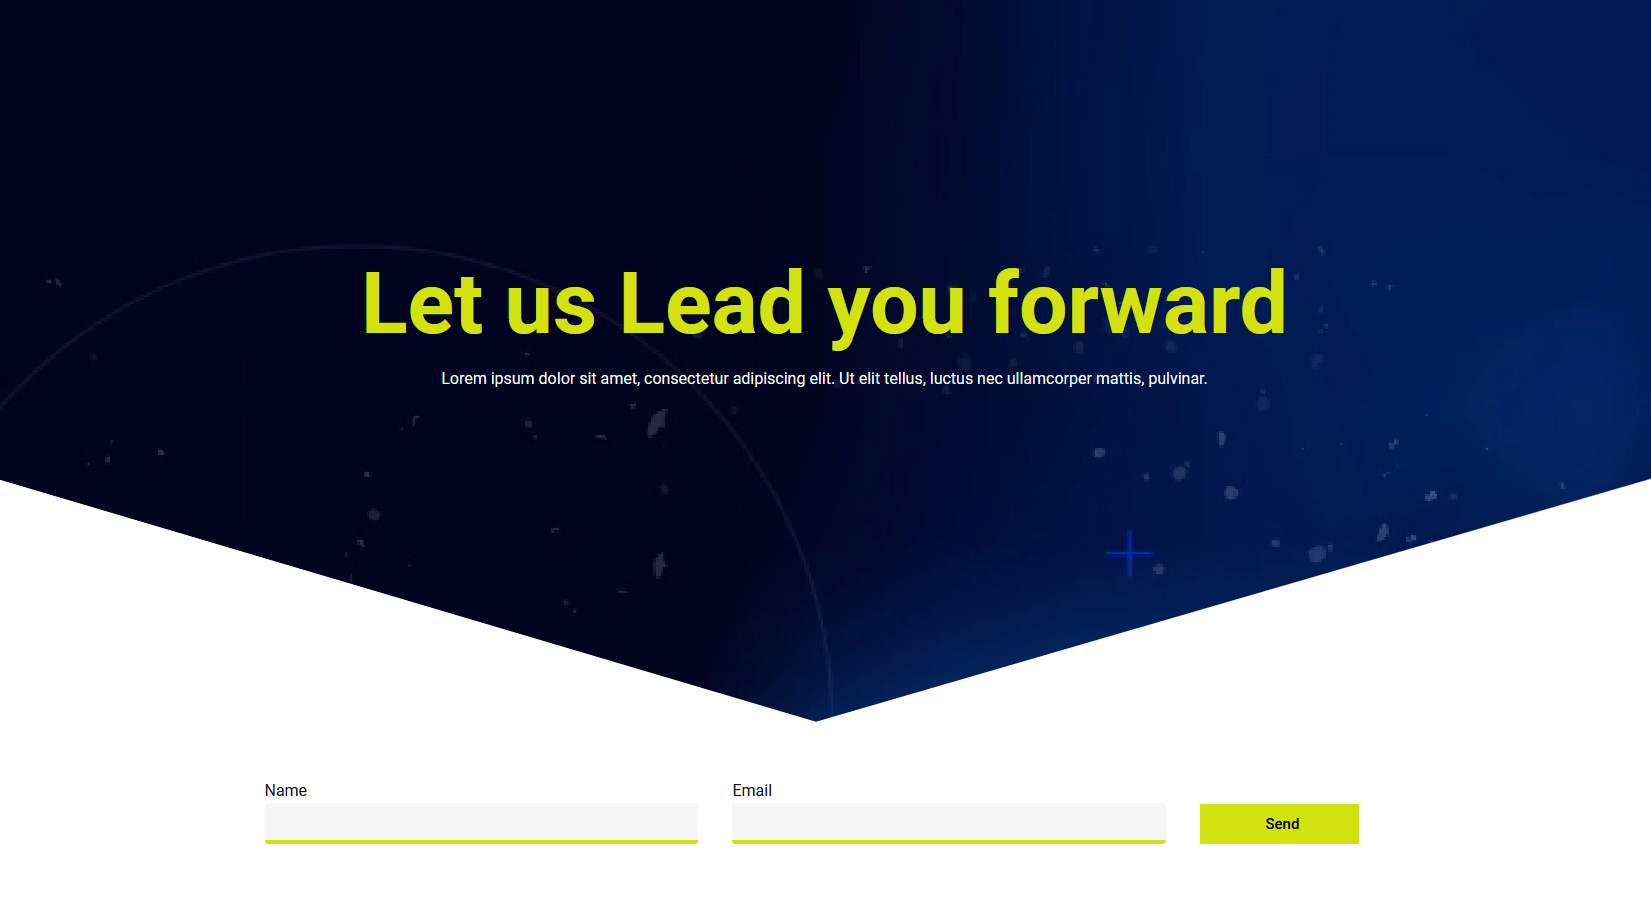 Let us Lead you forward
Lorem ipsum dolor sit amet, consectetur adipiscing elit. Ut elit tellus, luctus nec ullamcorper mattis, pulvinar.
Name
Email
Send